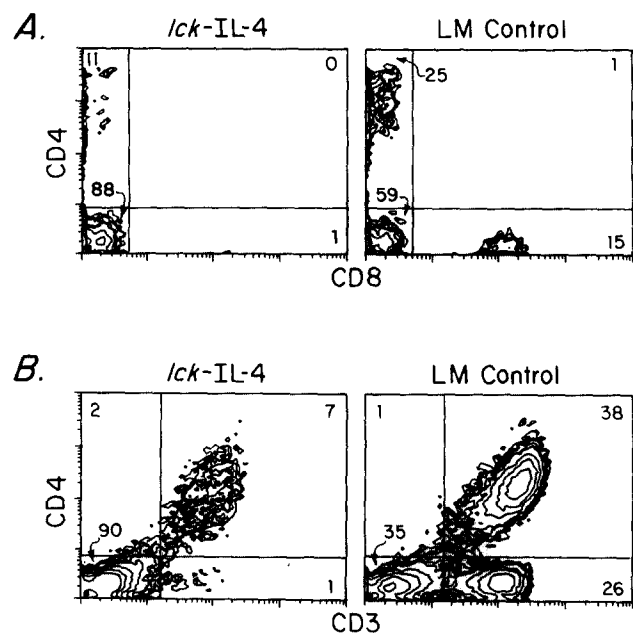 A.
lck-IL-4
LM Control
11
0
88
1
CD4
25
1
59
15
CD8
B.
lck-IL-4
LM Control
2
7
90
1
CD4
1
38
35
26
CD3